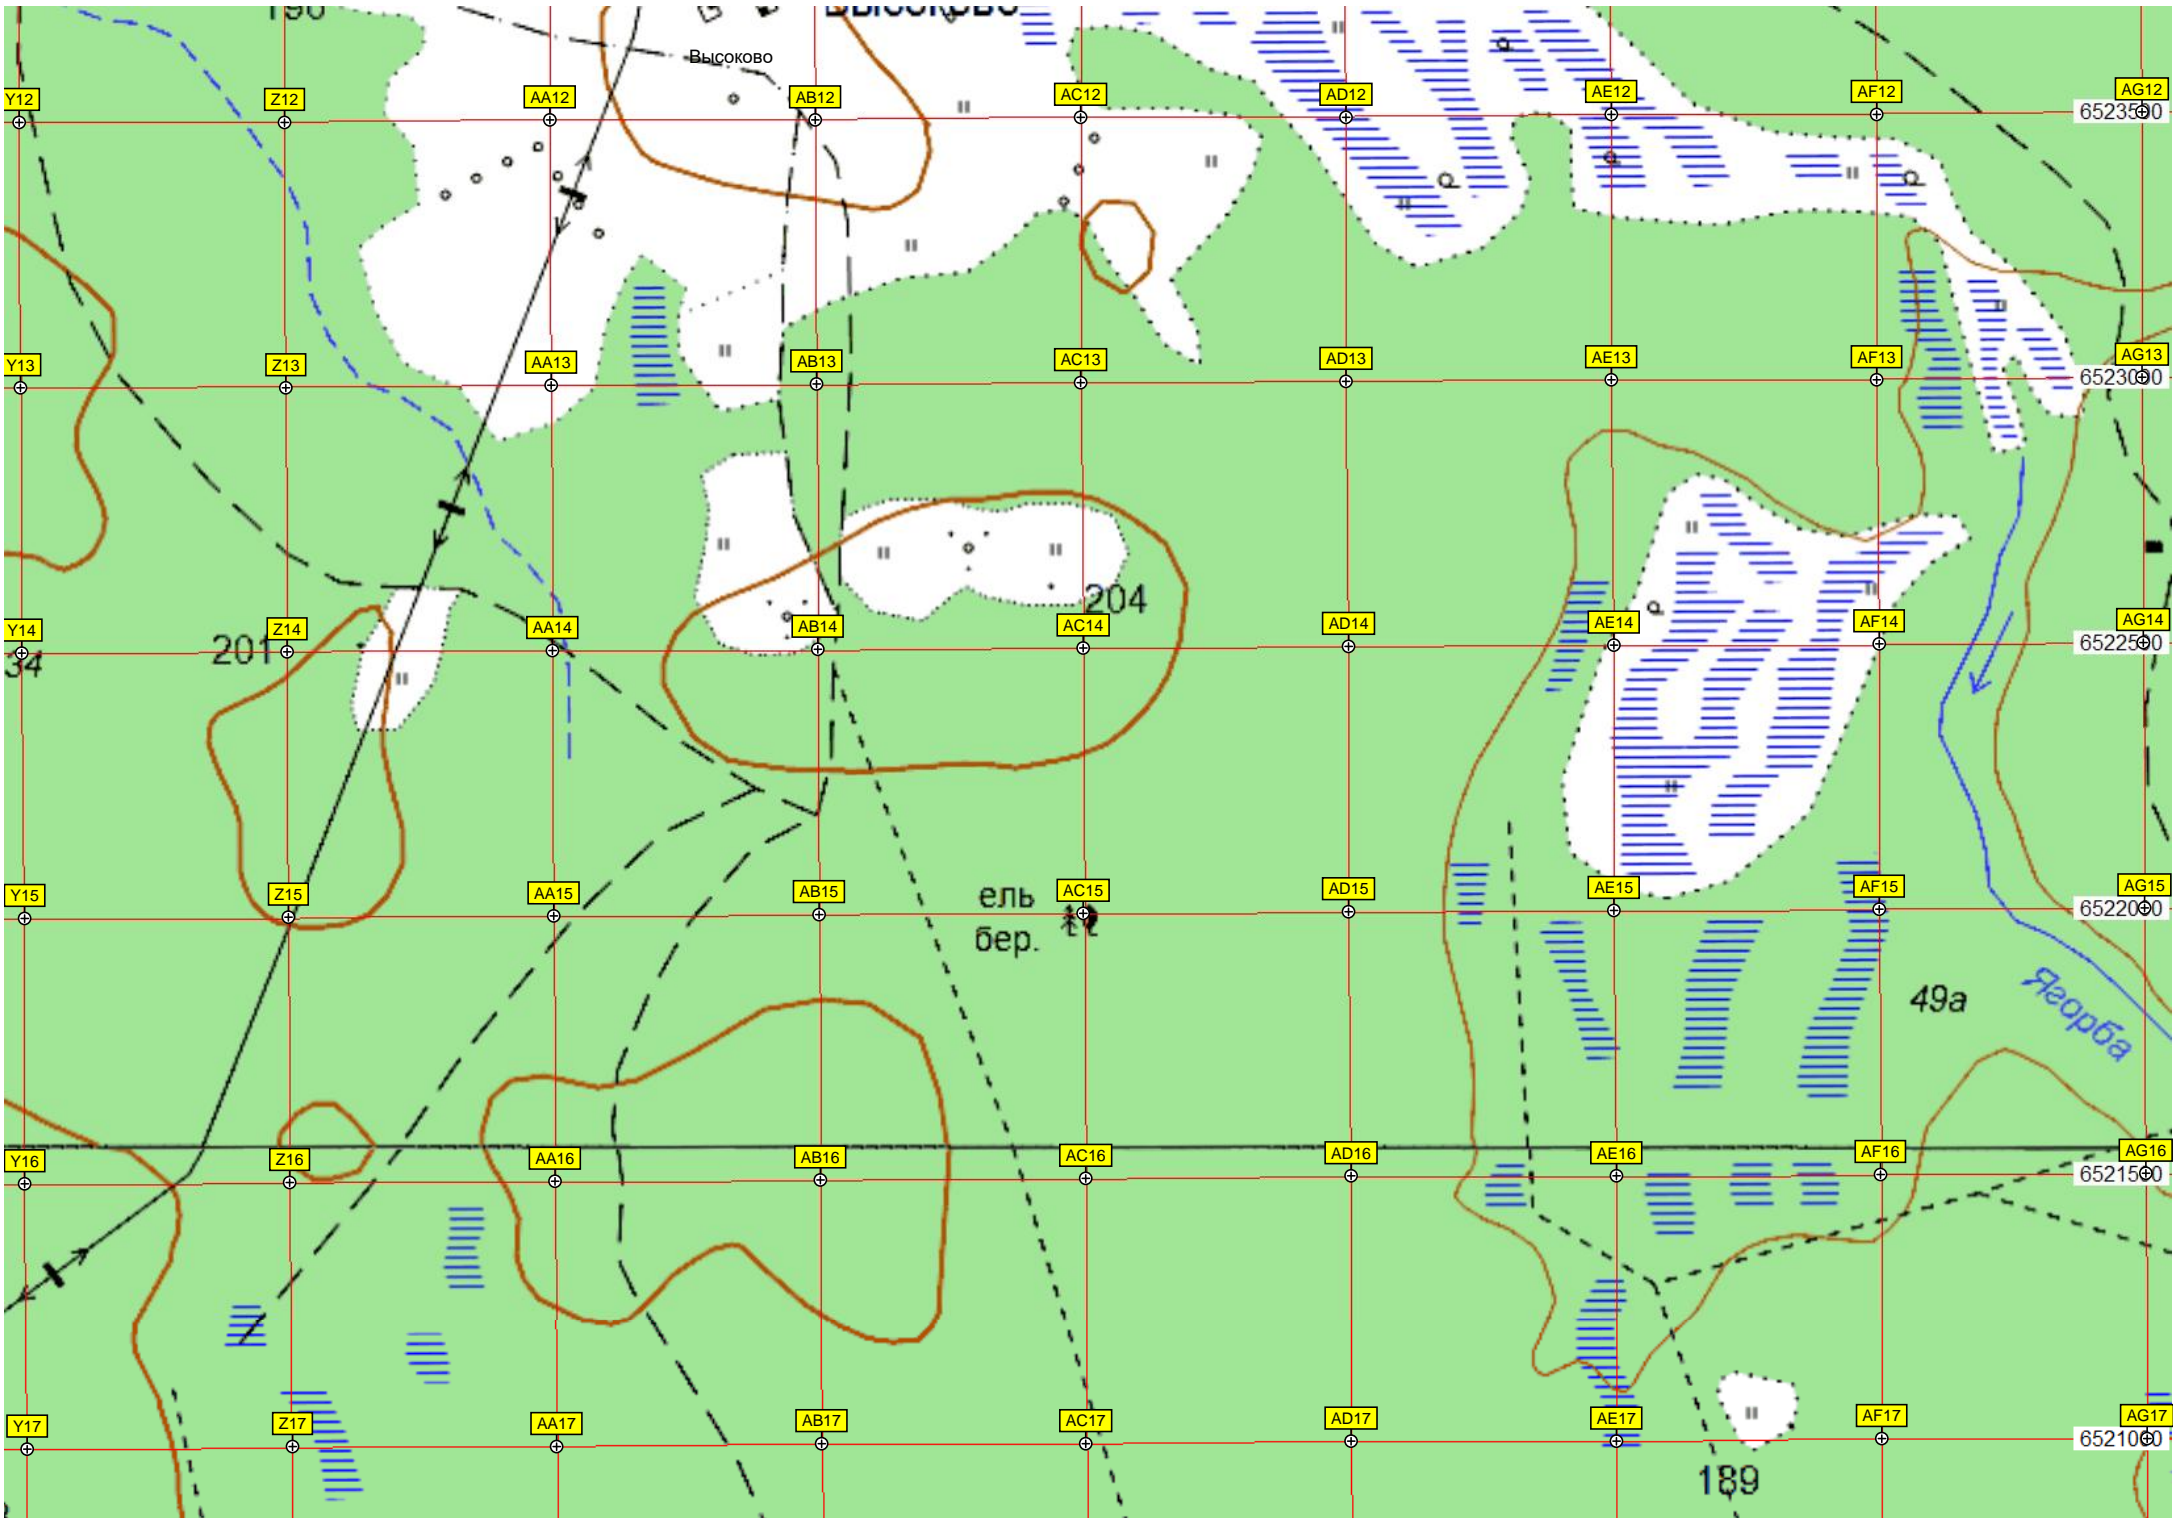 Высоково
Y12 Z12 AA12 AB12 AC12 AD12 AE12 AF12 AG12
6523500
Y13 Z13 AA13 AB13 AC13 AD13 AE13 AF13 AG13
6523000
204
Y14 Z14 AA14 AB14 AC14 AD14 AE14 AF14 AG14
34 201 6522500
Y15 Z15 AA15 AB15 AC15 AD15 AE15 AF15 AG15
ель
6522000
бер.
49а
Ягорба
Y16 Z16 AA16 AB16 AC16 AD16 AE16 AF16 AG16
6521500
Y17 Z17 AA17 AB17 AC17 AD17 AE17 AF17 AG17
6521000
189